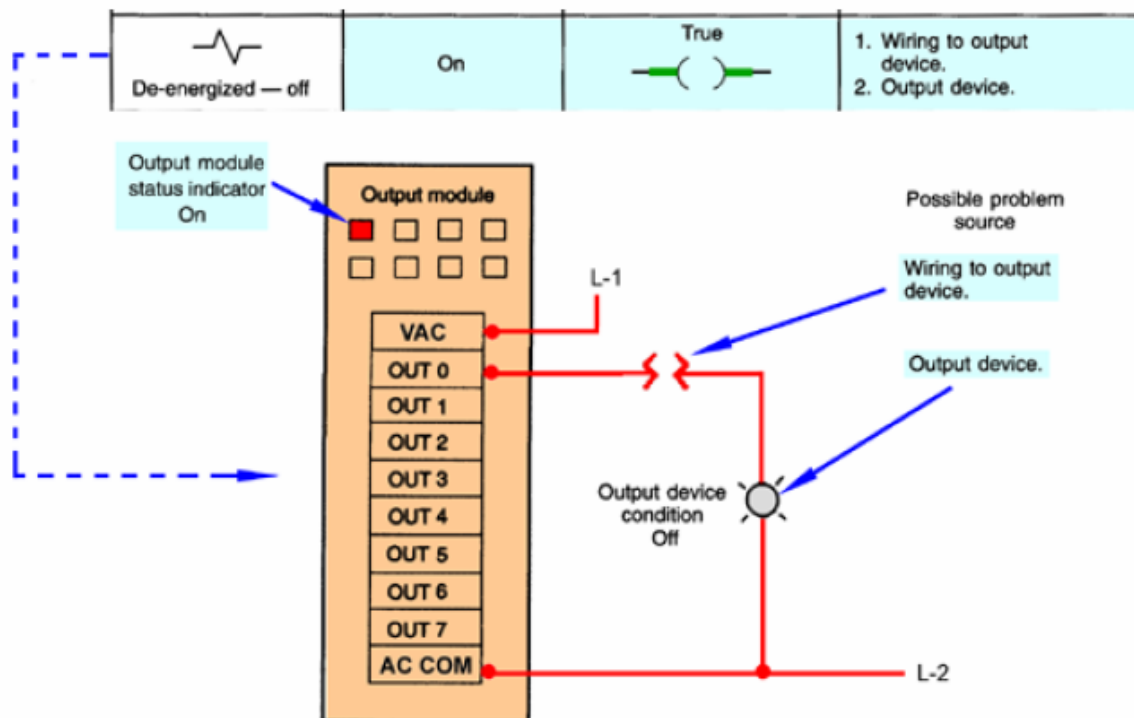 De-energized — off
On
True
1. Wiring to output
device.
2. Output device.
Output module
status indicator
On
Output module
Possible problem
source
Wiring to output
device.
L-1
VAC
OUT 0
Output device.
OUT 1
OUT 2
OUT 3
OUT 4
OUT 5
OUT 6
OUT 7
AC COM
Output device
condition
Off
L-2